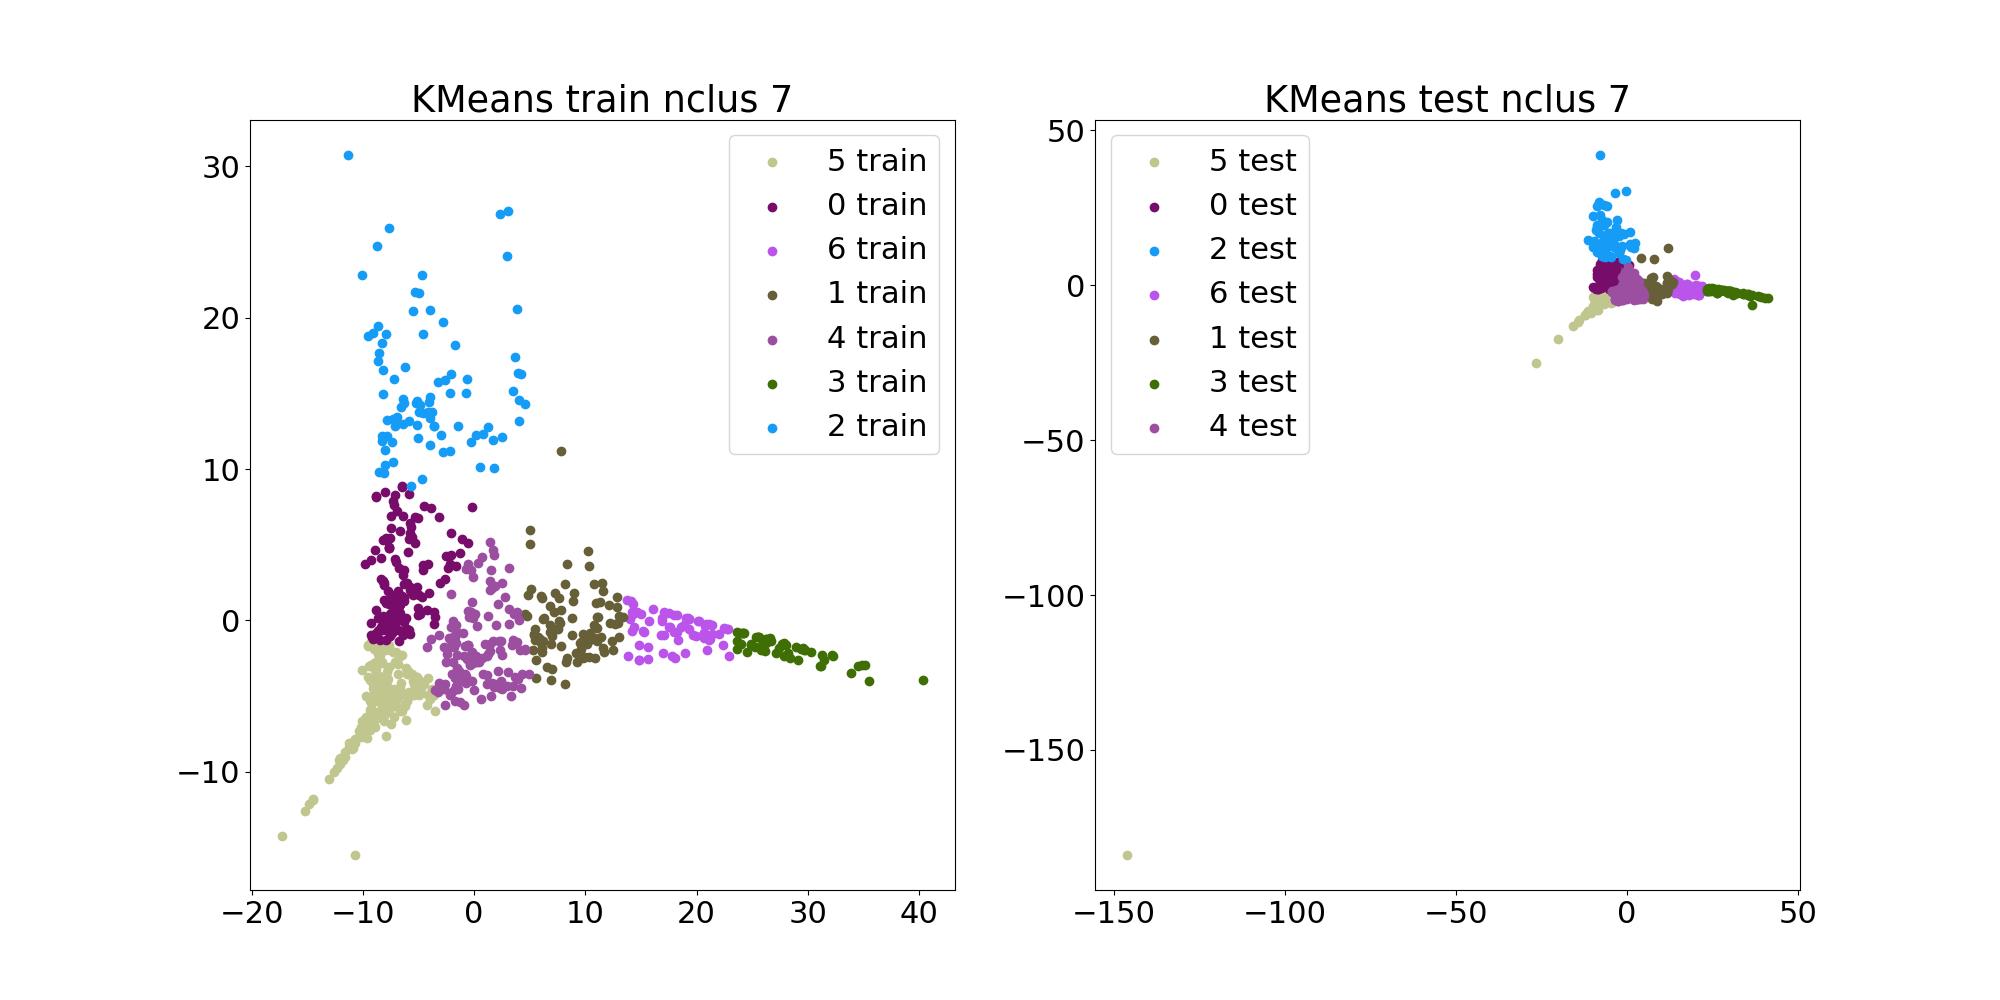 KMeans train nclus 7
30
20
10
0
−10
−20
−10
0
10
20
30
40
5 train
0 train
6 train
1 train
4 train
3 train
2 train
KMeans test nclus 7
50
0
−50
−100
−150
−150
−100
−50
0
50
5 test
0 test
2 test
6 test
1 test
3 test
4 test